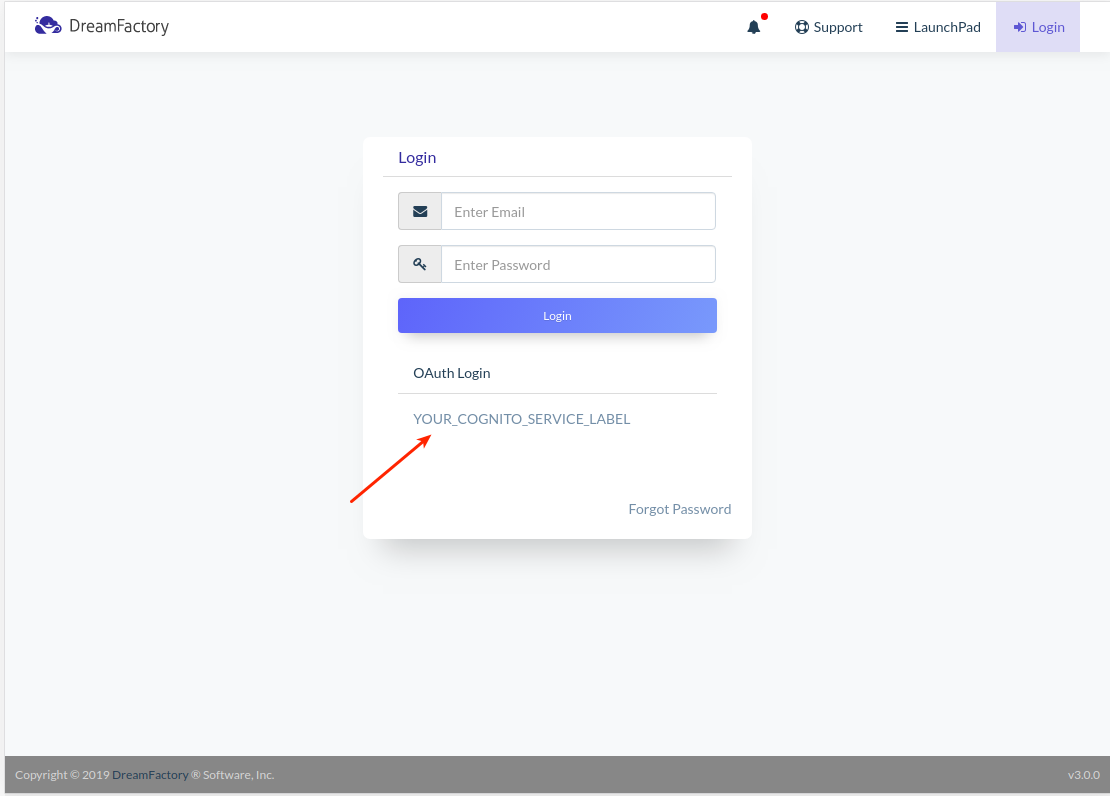 DreamFactory
Support
LaunchPad
Login
Login
Enter Email
Enter Password
Login
OAuth Login
YOUR_COGNITO_SERVICE_LABEL
Forgot Password
Copyright © 2019 DreamFactory ® Software, Inc.
v3.0.0